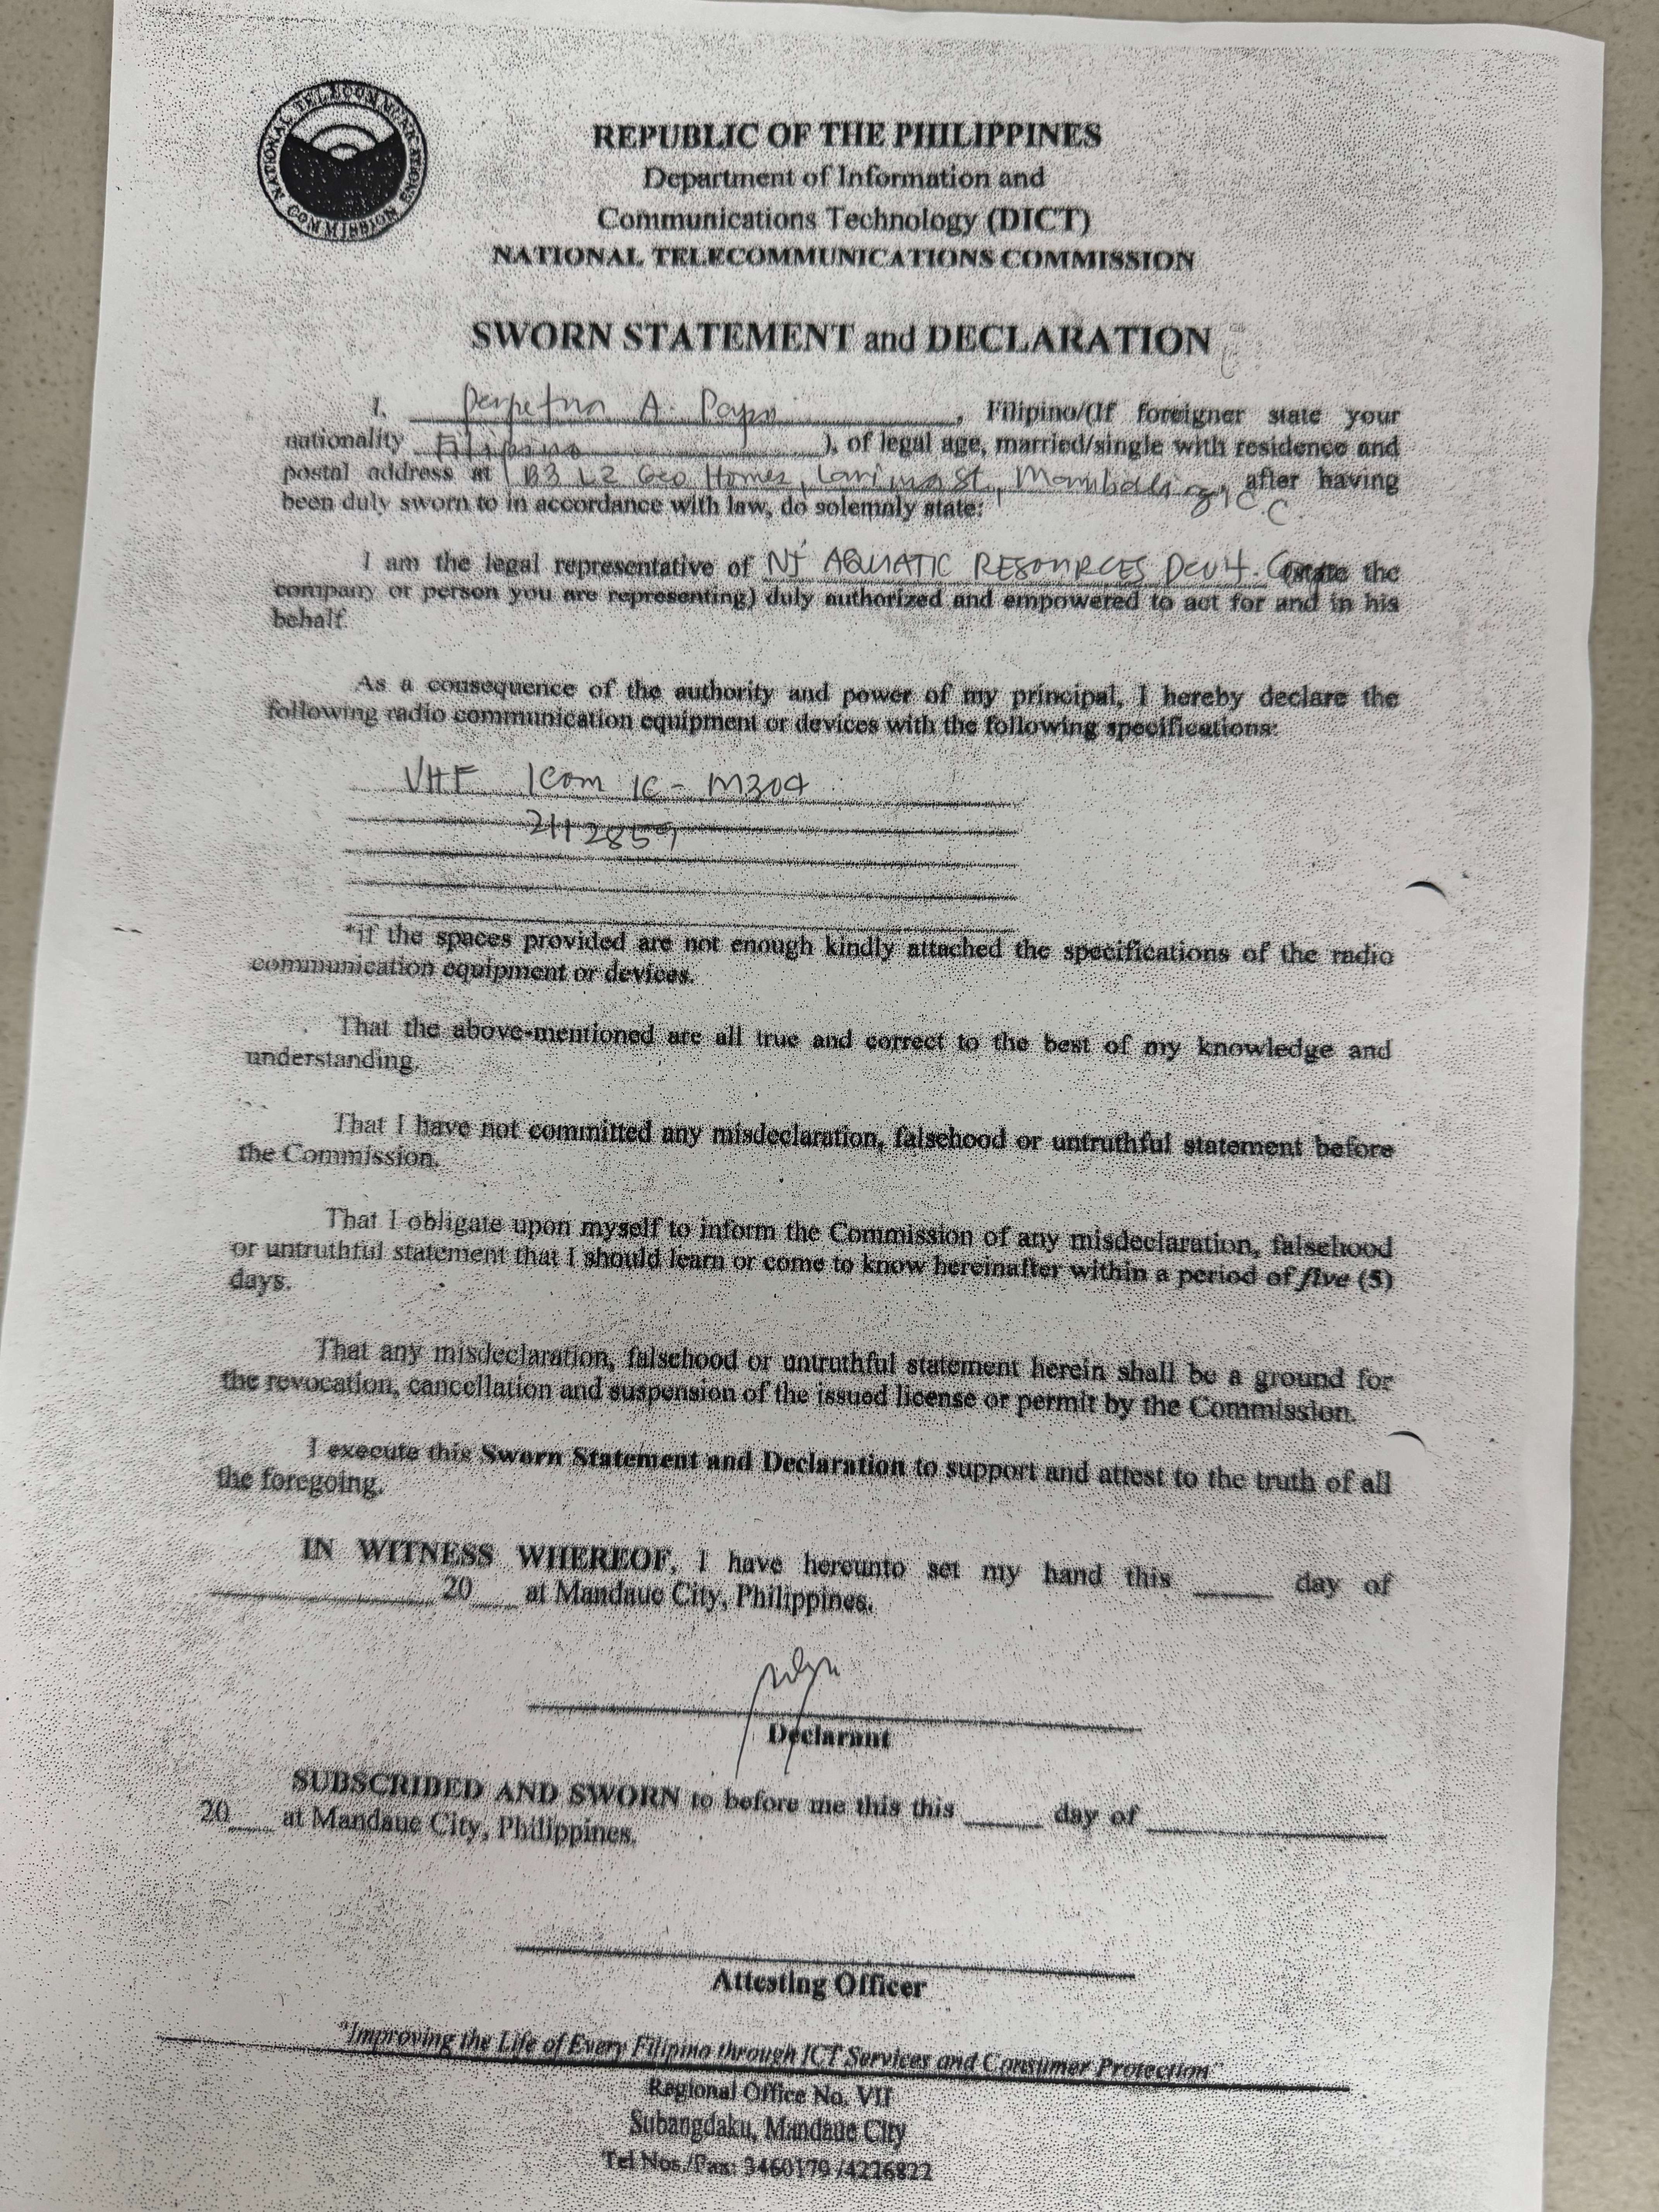 NATIONAL TELECOMMUNICATIONS COMMISSION
REPUBLIC OF THE PHILIPPINES
Department of Information and
Communications Technology (DICT)
NATIONAL TELECOMMUNICATIONS COMMISSION
SWORN STATEMENT and DECLARATION
I, Perpetua A. , Filipino/(If foreigner state your
nationality Filipino ), of legal age, married/single with residence and
postal address at B3 L2 Geo Homes, St., , after having
been duly sworn to in accordance with law, do solemnly state: C.C.
I am the legal representative of NJ AQUATIC RESOURCES Dev't. (state the
company or person you are representing) duly authorized and empowered to act for and in his
behalf.
As a consequence of the authority and power of my principal, I hereby declare the
following radio communication equipment or devices with the following specifications:
VHF Icom IC-M304
2112859
*if the spaces provided are not enough kindly attached the specifications of the radio
communication equipment or devices.
That the above-mentioned are all true and correct to the best of my knowledge and
understanding.
That I have not committed any misdeclaration, falsehood or untruthful statement before
the Commission.
That I obligate upon myself to inform the Commission of any misdeclaration, falsehood
or untruthful statement that I should learn or come to know hereinafter within a period of five (5)
days.
That any misdeclaration, falsehood or untruthful statement herein shall be a ground for
the revocation, cancellation and suspension of the issued license or permit by the Commission.
I execute this Sworn Statement and Declaration to support and attest to the truth of all
the foregoing.
IN WITNESS WHEREOF, I have hereunto set my hand this ____ day of
____ 20__ at Mandaue City, Philippines.
Declarant
SUBSCRIBED AND SWORN to before me this this ____ day of ____
20__ at Mandaue City, Philippines.
Attesting Officer
"Improving the Life of Every Filipino through ICT Services and Consumer Protection"
Regional Office No. VII
Subangdaku, Mandaue City
Tel Nos./Fax: 3460179 /4226822